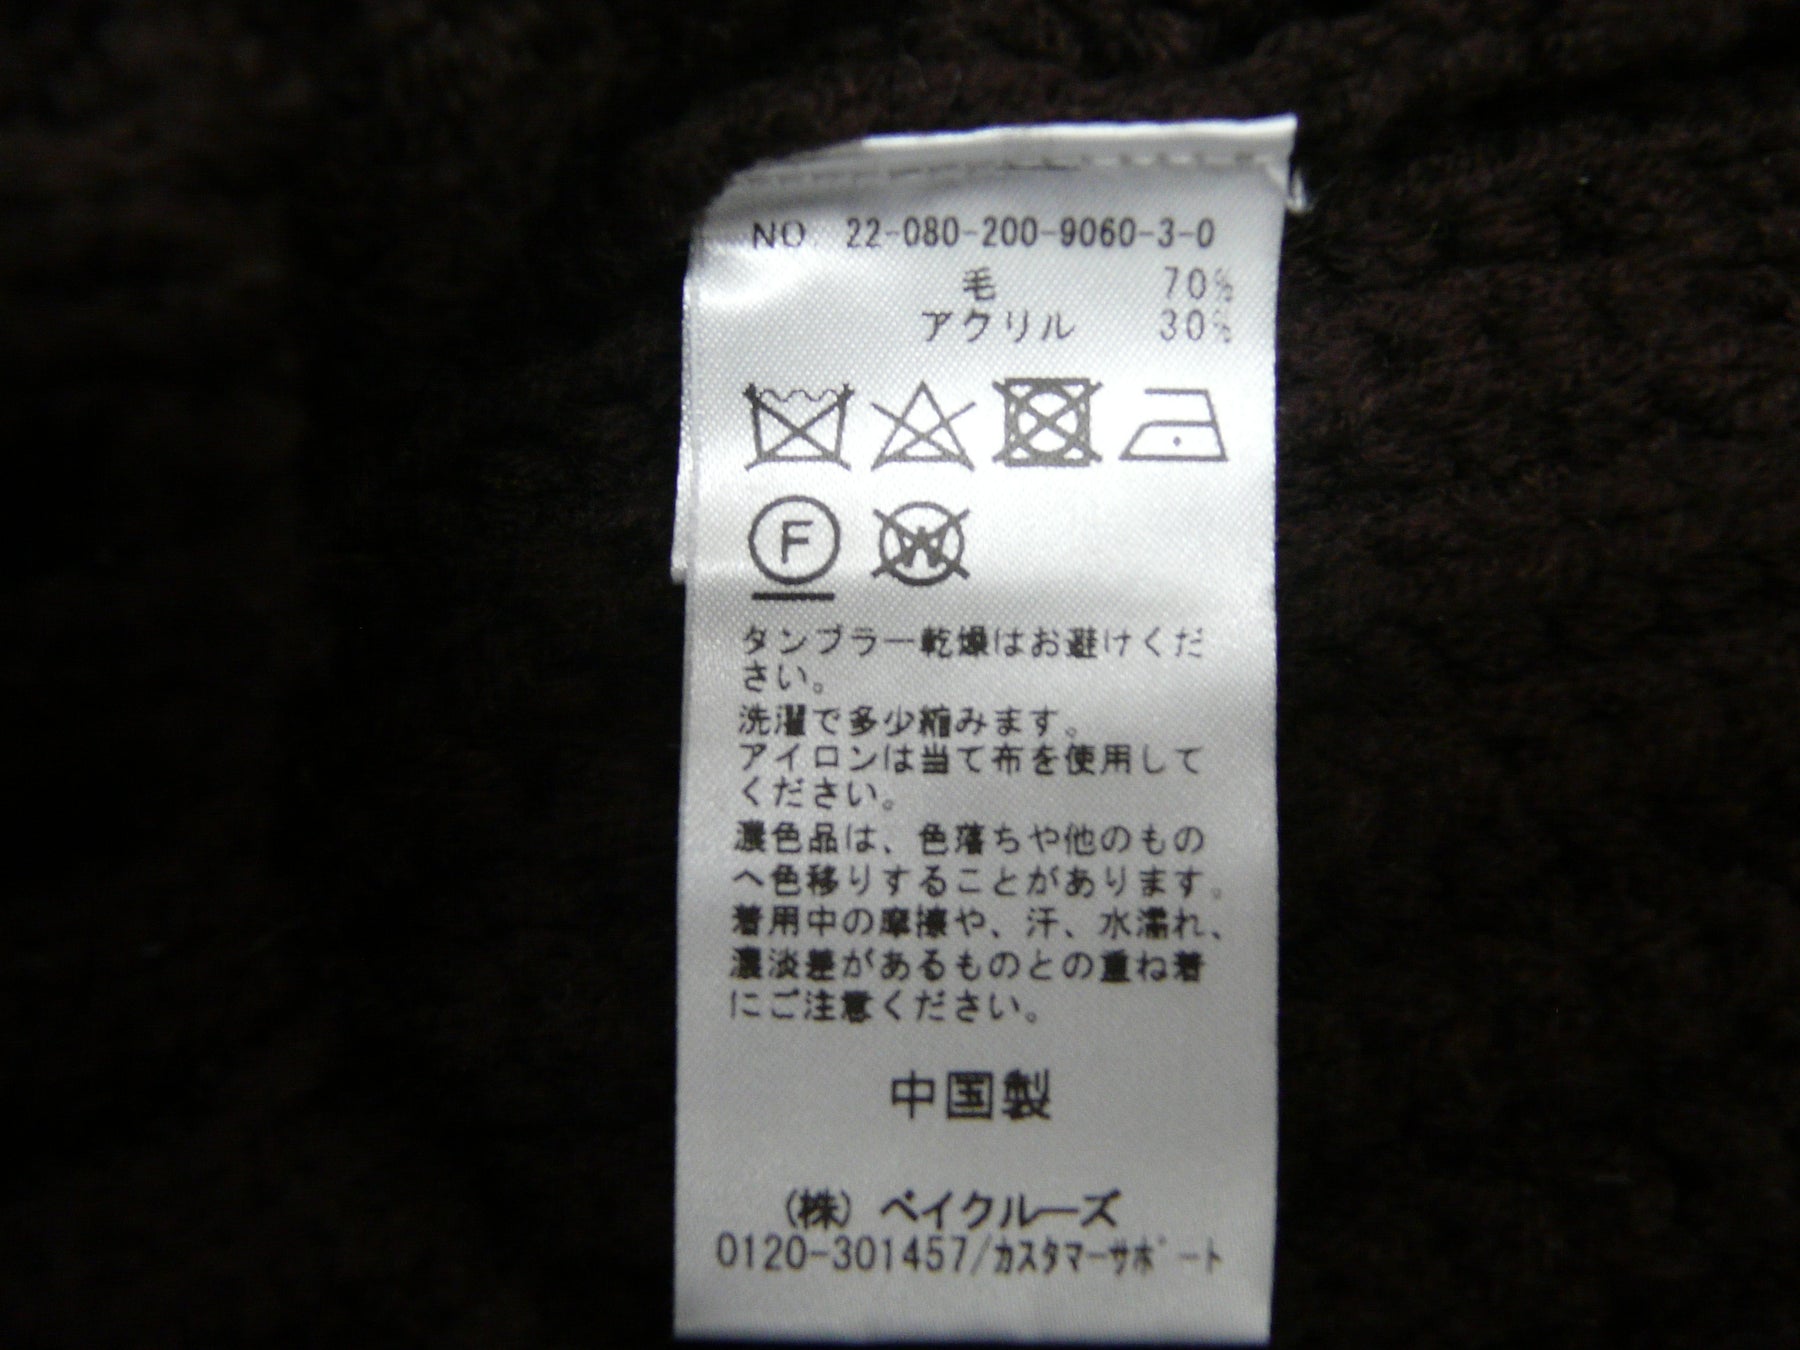 NO. 22-080-200-9060-3-0
毛 70%
アクリル 30%
F
W
タンブラー乾燥はお避けくだ
さい。
洗濯で多少縮みます。
アイロンは当て布を使用して
ください。
濃色品は、色落ちや他のもの
へ色移りすることがあります。
着用中の摩擦や、汗、水濡れ、
濃淡差があるものとの重ね着
にご注意ください。
中国製
(株) ベイクルーズ
0120-301457/カスタマーサポート